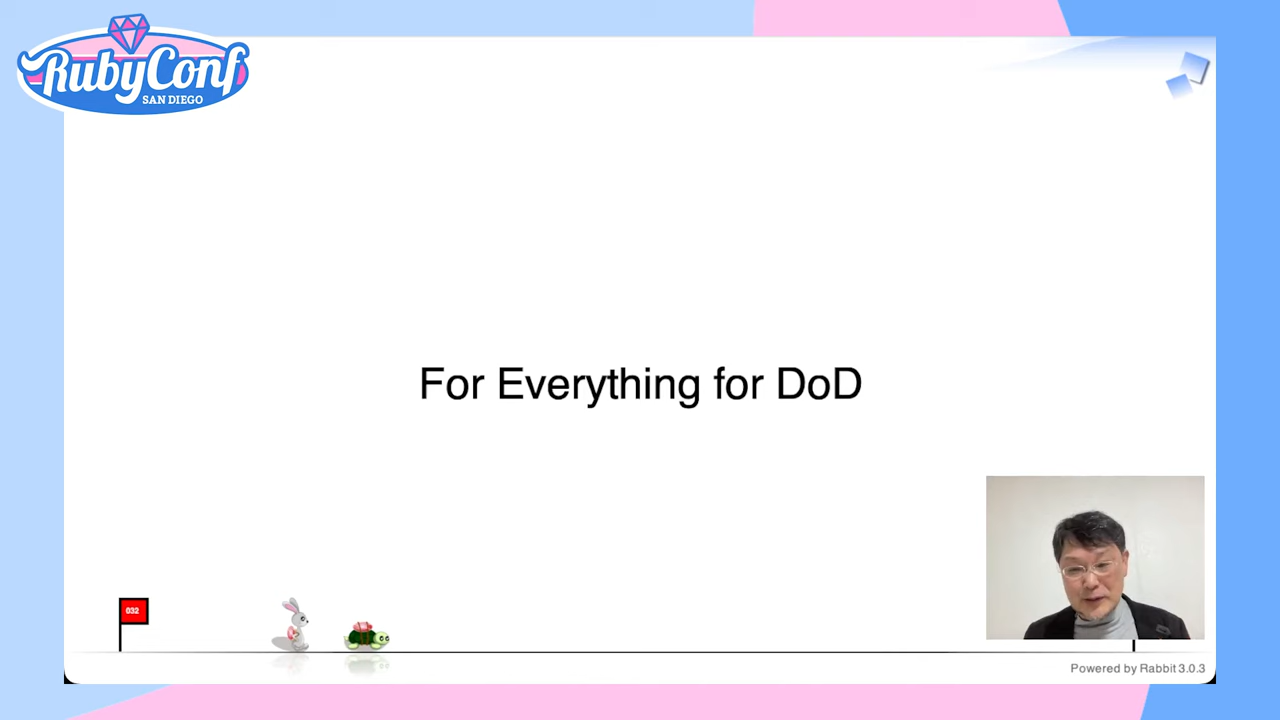 RubyConf
SAN DIEGO
For Everything for DoD
032
Powered by Rabbit 3.0.3